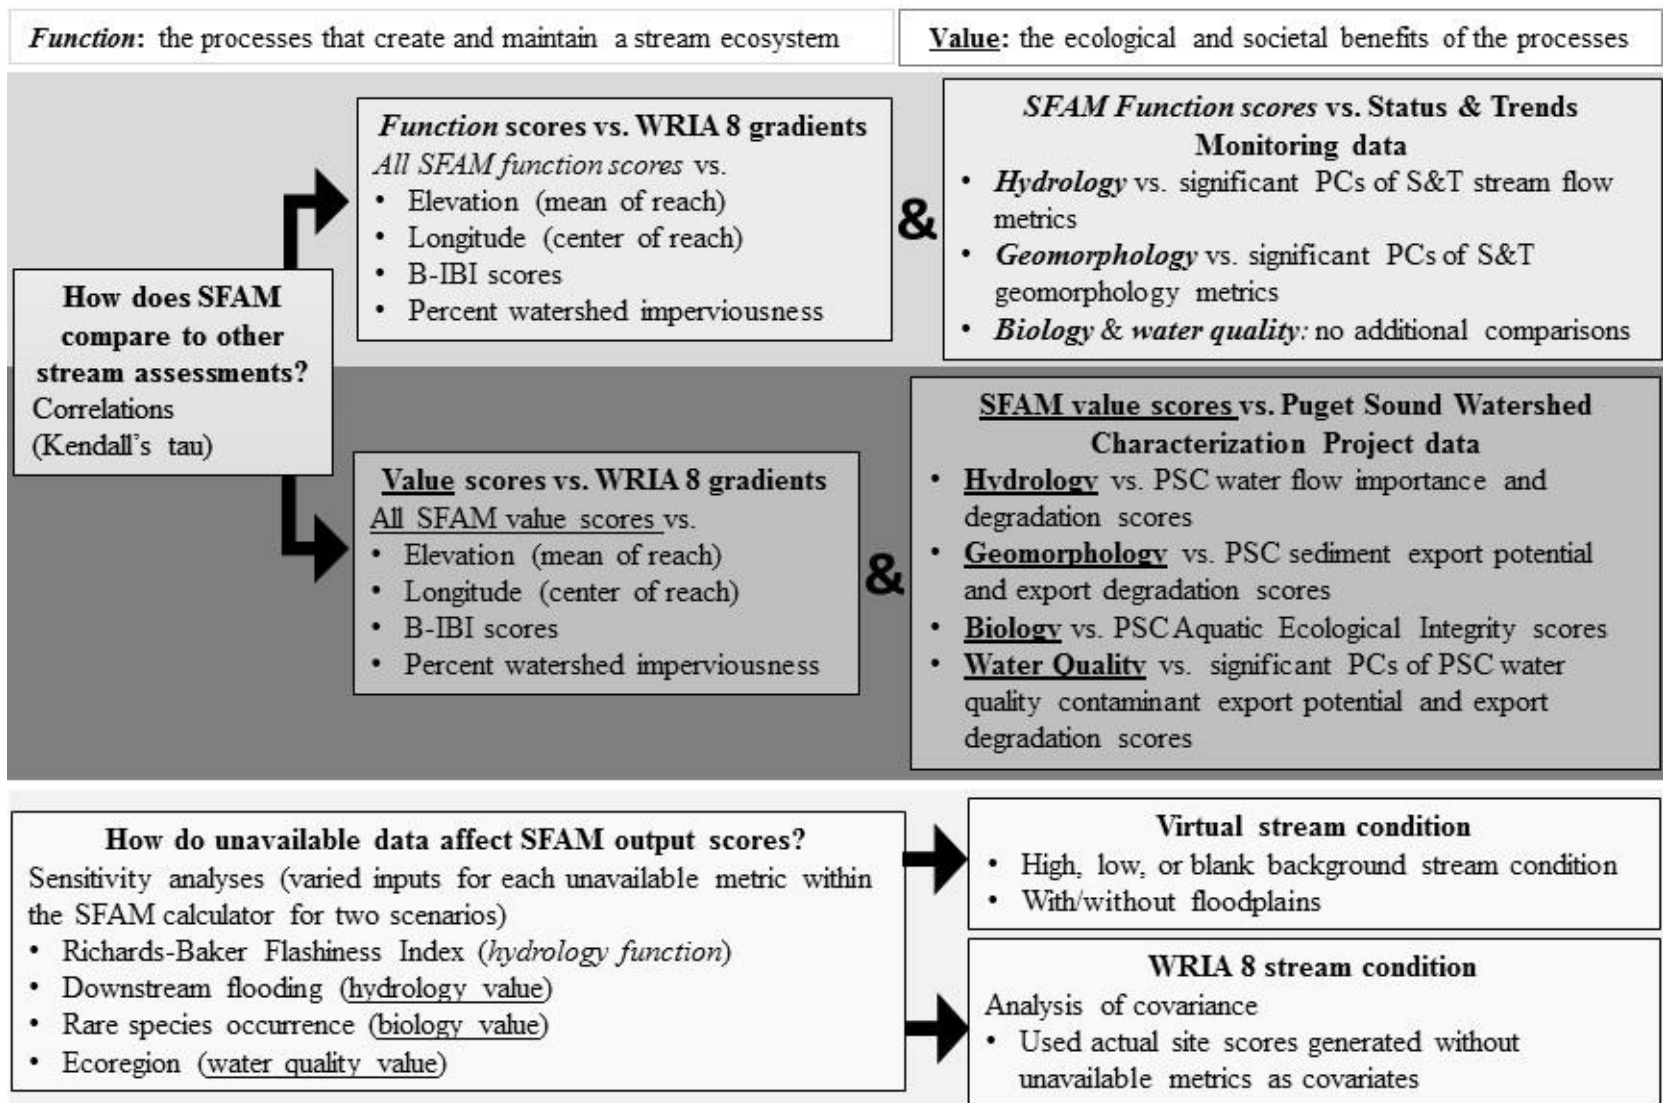 Function: the processes that create and maintain a stream ecosystem
Value: the ecological and societal benefits of the processes
How does SFAM
compare to other
stream assessments?
Correlations
(Kendall's tau)
Function scores vs. WRIA 8 gradients
All SFAM function scores vs.
• Elevation (mean of reach)
• Longitude (center of reach)
• B-IBI scores
• Percent watershed imperviousness
&
SFAM Function scores vs. Status & Trends
Monitoring data
• Hydrology vs. significant PCs of S&T stream flow
metrics
• Geomorphology vs. significant PCs of S&T
geomorphology metrics
• Biology & water quality: no additional comparisons
Value scores vs. WRIA 8 gradients
All SFAM value scores vs.
• Elevation (mean of reach)
• Longitude (center of reach)
• B-IBI scores
• Percent watershed imperviousness
&
SFAM value scores vs. Puget Sound Watershed
Characterization Project data
• Hydrology vs. PSC water flow importance and
degradation scores
• Geomorphology vs. PSC sediment export potential
and export degradation scores
• Biology vs. PSC Aquatic Ecological Integrity scores
• Water Quality vs. significant PCs of PSC water
quality contaminant export potential and export
degradation scores
How do unavailable data affect SFAM output scores?
Sensitivity analyses (varied inputs for each unavailable metric within
the SFAM calculator for two scenarios)
• Richards-Baker Flashiness Index (hydrology function)
• Downstream flooding (hydrology value)
• Rare species occurrence (biology value)
• Ecoregion (water quality value)
Virtual stream condition
• High, low, or blank background stream condition
• With/without floodplains
WRIA 8 stream condition
Analysis of covariance
• Used actual site scores generated without
unavailable metrics as covariates